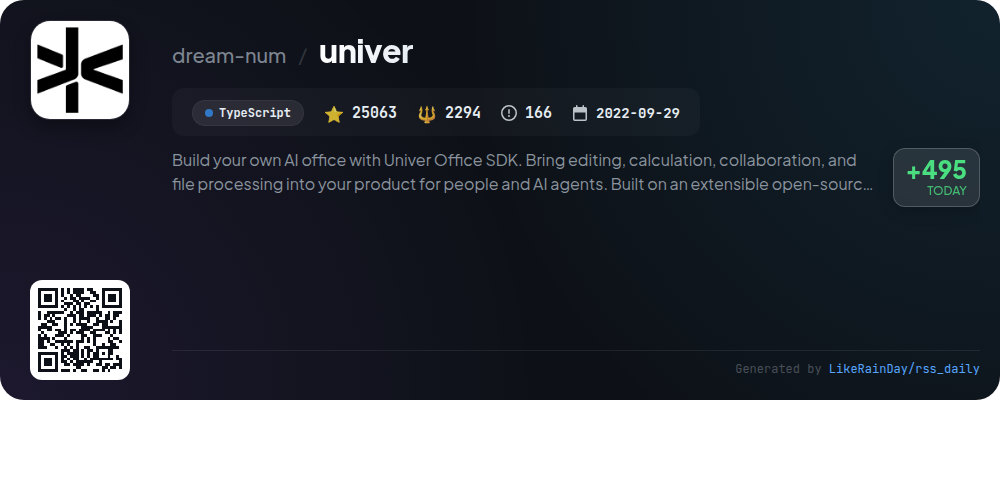 dream-num / univer
TypeScript 25063 2294 166 2022-09-29
Build your own AI office with Univer Office SDK. Bring editing, calculation, collaboration, and
file processing into your product for people and AI agents. Built on an extensible open-sourc...
+495
TODAY
Generated by LikeRainDay/rss_daily